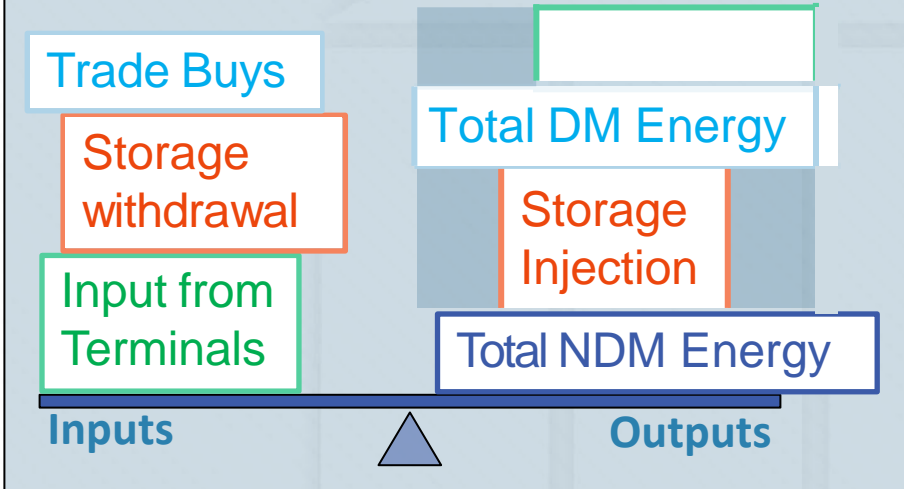 Trade Buys
Storage
withdrawal
Input from
Terminals
Total DM Energy
Storage
Injection
Total NDM Energy
Inputs
Outputs